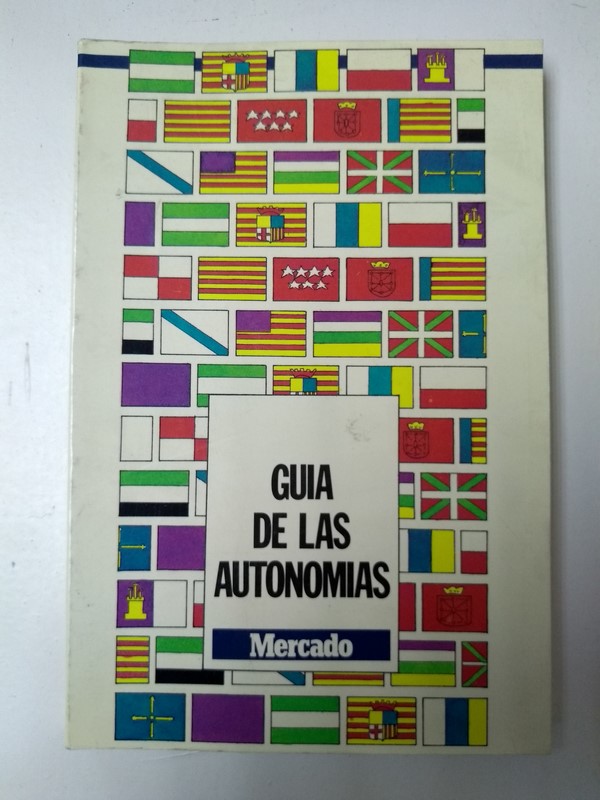 GUIA
DE LAS
AUTONOMIAS
Mercado